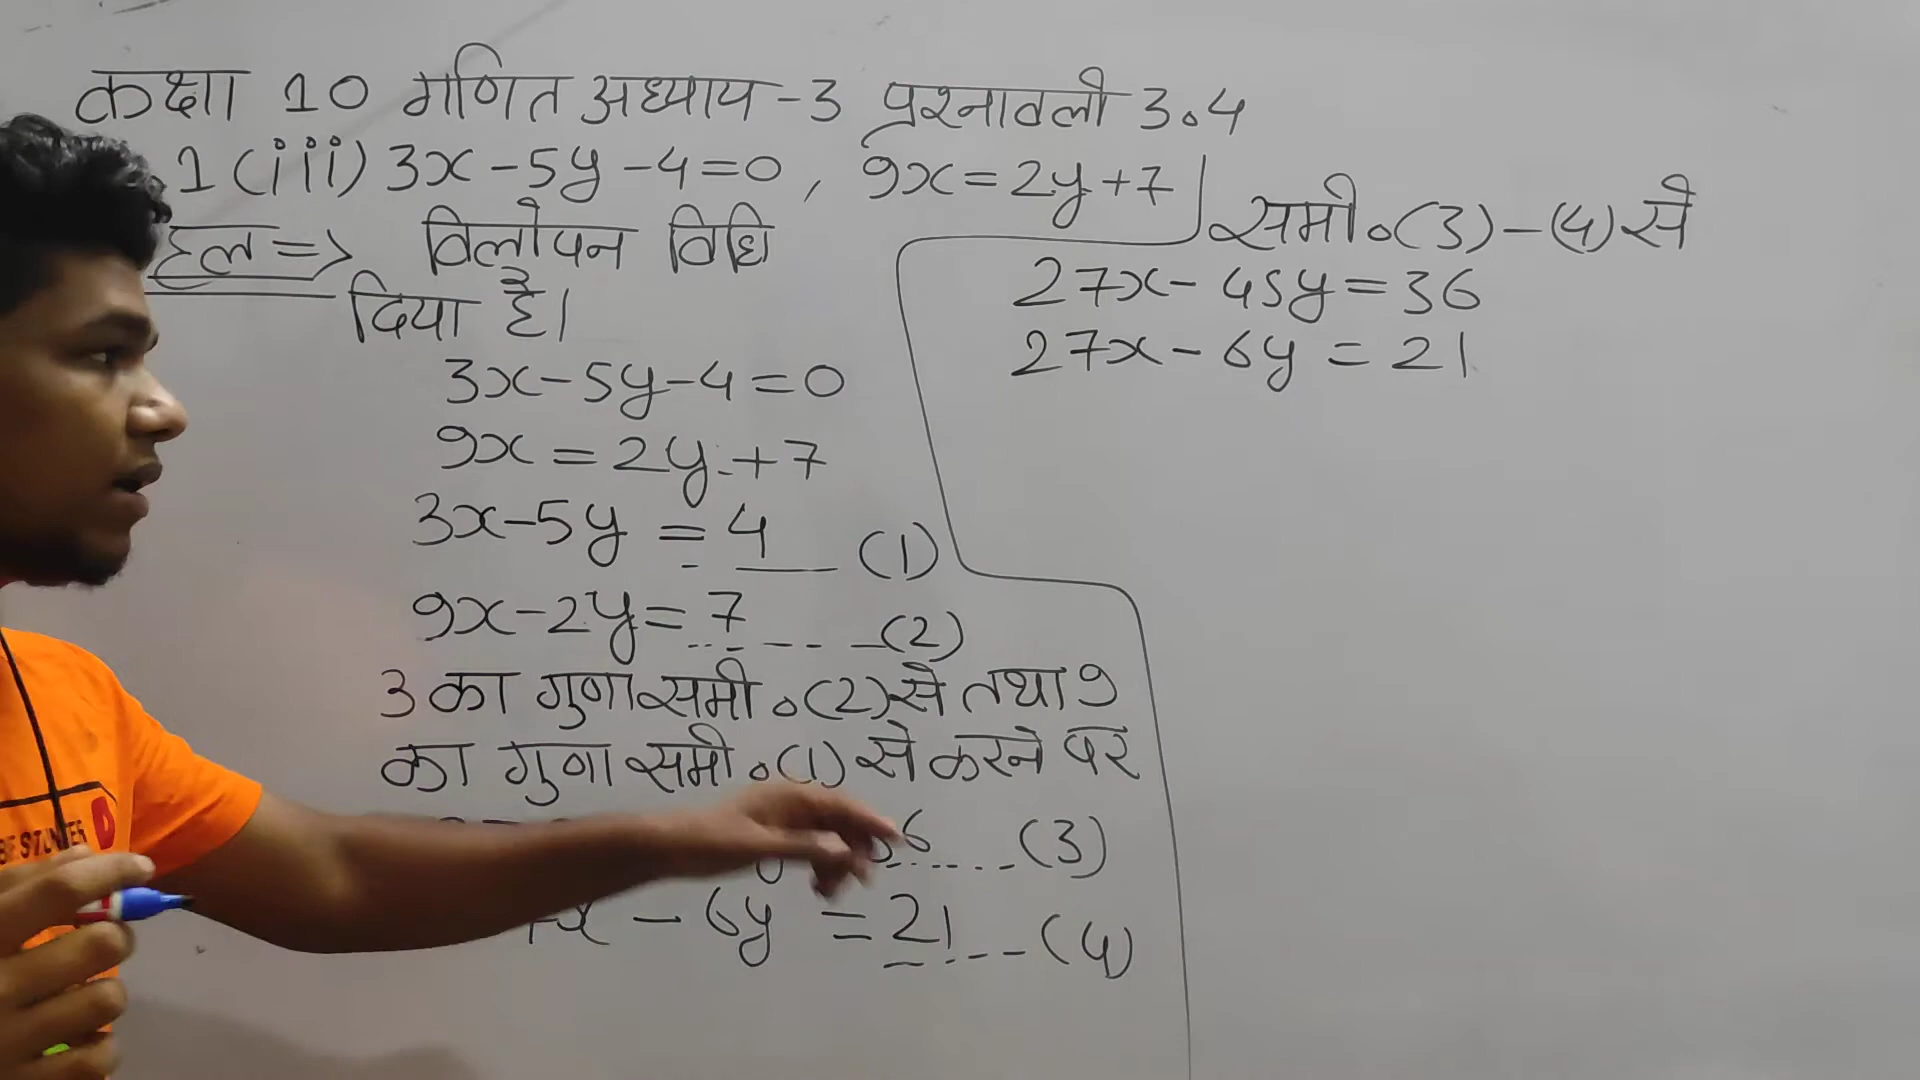 कक्षा 10 गणित अध्याय-3 प्रश्नावली 3.4
1(iii) 3x-5y-4=0, 9x=2y+7
हल=> विलोपन विधि
दिया है।
3x-5y-4=0
9x=2y+7
3x-5y=4 ___ (1)
9x-2y=7 ---- (2)
3 का गुणा समी०(2) से तथा 9
का गुणा समी०(1) से करने पर
6 ---- (3)
x-6y=21 --- (4)
समी०(3)-(4) से
27x-45y=36
27x-6y=21